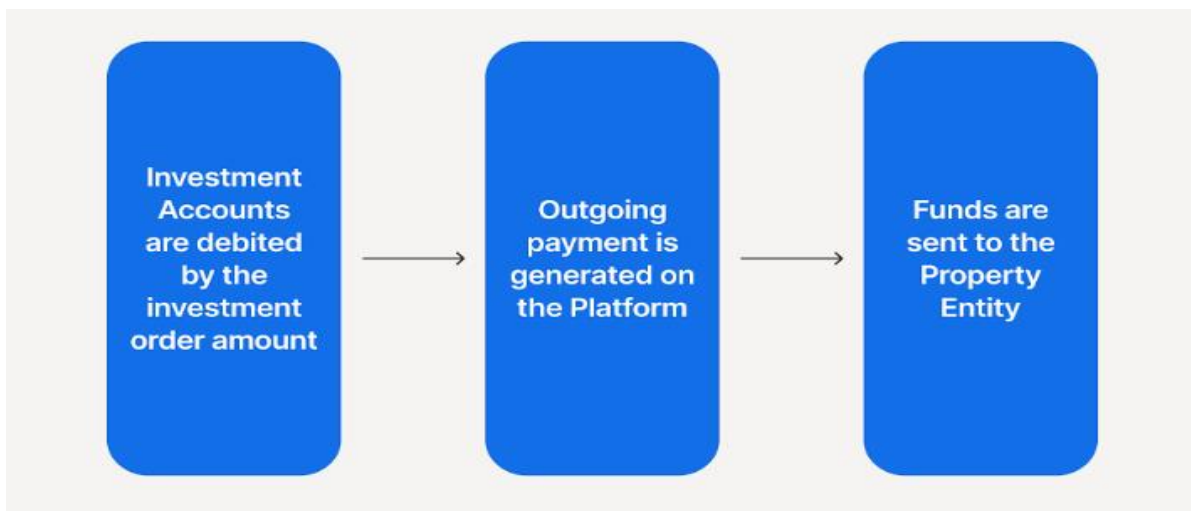 Investment
Accounts
are debited
by the
investment
order amount
Outgoing
payment is
generated on
the Platform
Funds are
sent to the
Property
Entity